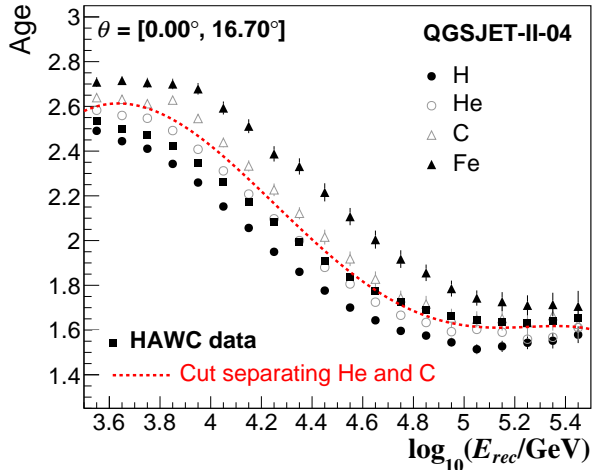 Age
θ = [0.00°, 16.70°]
QGSJET-II-04
H
He
C
Fe
HAWC data
Cut separating He and C
3
2.8
2.6
2.4
2.2
2
1.8
1.6
1.4
3.6 3.8 4 4.2 4.4 4.6 4.8 5 5.2 5.4
log10(Erec/GeV)